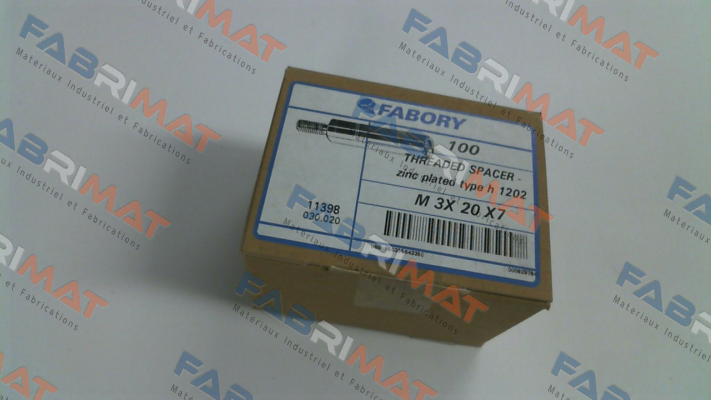 FABORY
100
THREADED SPACER -
zinc plated type h 1202
M 3X 20 X7
11398
030.020
FABRIMAT
Materiaux Industriel et Fabrications